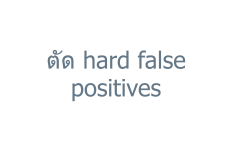 ตัด hard false
positives